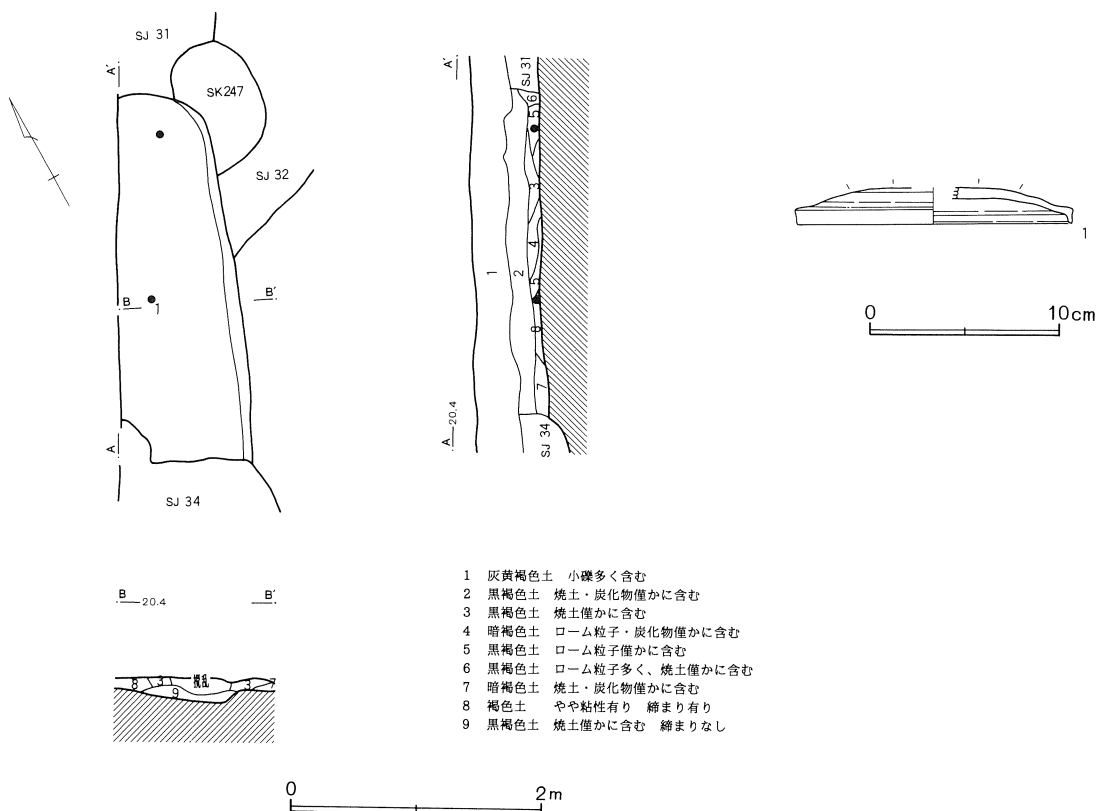 SJ 31
A′
SK247
SJ 32
B
1
B′
A
SJ 34
A′
SJ 31
6
5
3
4
1
2
5
8
7
A
20.4
SJ 34
1
0
10cm
B
20.4
B′
8
3
攪乱
3
7
9
1 灰黄褐色土 小礫多く含む
2 黒褐色土 焼土・炭化物僅かに含む
3 黒褐色土 焼土僅かに含む
4 暗褐色土 ローム粒子・炭化物僅かに含む
5 黒褐色土 ローム粒子僅かに含む
6 黒褐色土 ローム粒子多く、焼土僅かに含む
7 暗褐色土 焼土・炭化物僅かに含む
8 褐色土 やや粘性有り 締まり有り
9 黒褐色土 焼土僅かに含む 締まりなし
0
2m